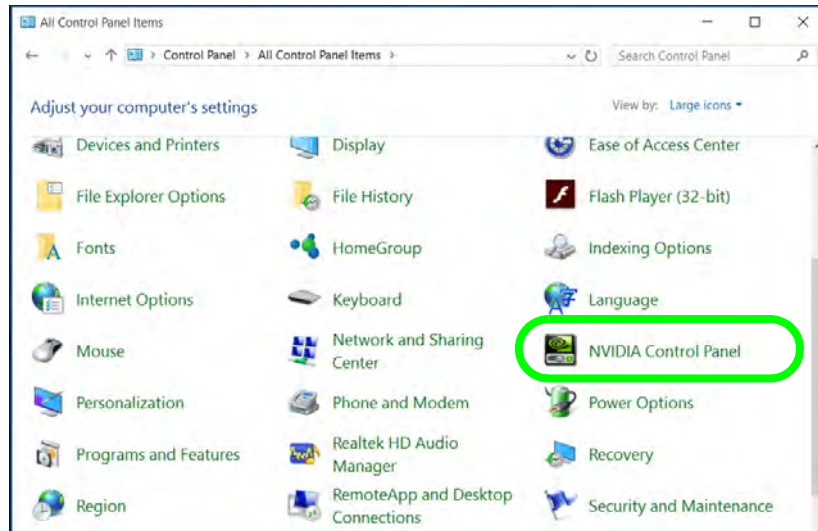 All Control Panel Items
Control Panel > All Control Panel Items >
Search Control Panel
Adjust your computer's settings
View by: Large icons
Devices and Printers
Display
Ease of Access Center
File Explorer Options
File History
Flash Player (32-bit)
Fonts
HomeGroup
Indexing Options
Internet Options
Keyboard
Language
Mouse
Network and Sharing
Center
NVIDIA Control Panel
Personalization
Phone and Modem
Power Options
Programs and Features
Realtek HD Audio
Manager
Recovery
Region
RemoteApp and Desktop
Connections
Security and Maintenance